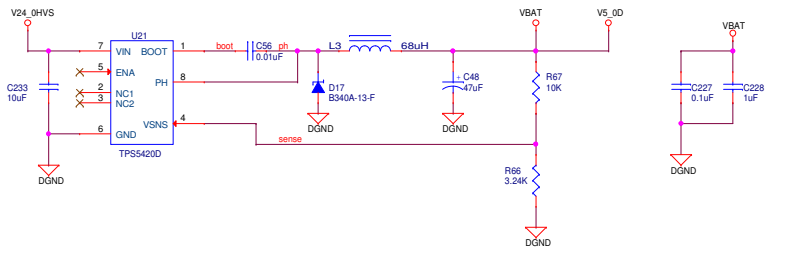 V24_0HVS
VBAT
V5_0D
VBAT
U21
7
VIN
BOOT
1
boot
C56
ph
0.01uF
L3
68uH
5
ENA
PH
8
C233
10uF
2
NC1
3
NC2
D17
B340A-13-F
C48
47uF
R67
10K
C227
0.1uF
C228
1uF
VSNS
4
6
GND
sense
TPS5420D
DGND
DGND
DGND
DGND
R66
3.24K
DGND
+